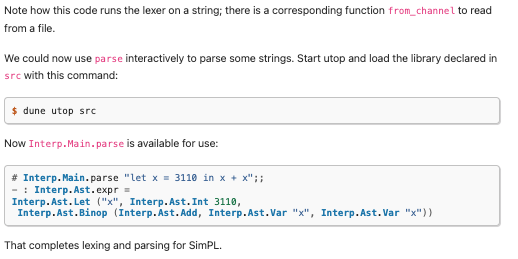 Note how this code runs the lexer on a string; there is a corresponding function from_channel to read
from a file.
We could now use parse interactively to parse some strings. Start utop and load the library declared in
src with this command:
$ dune utop src
Now Interp.Main.parse is available for use:
# Interp.Main.parse "let x = 3110 in x + x";;
- : Interp.Ast.expr =
Interp.Ast.Let ("x", Interp.Ast.Int 3110,
 Interp.Ast.Binop (Interp.Ast.Add, Interp.Ast.Var "x", Interp.Ast.Var "x"))
That completes lexing and parsing for SimPL.